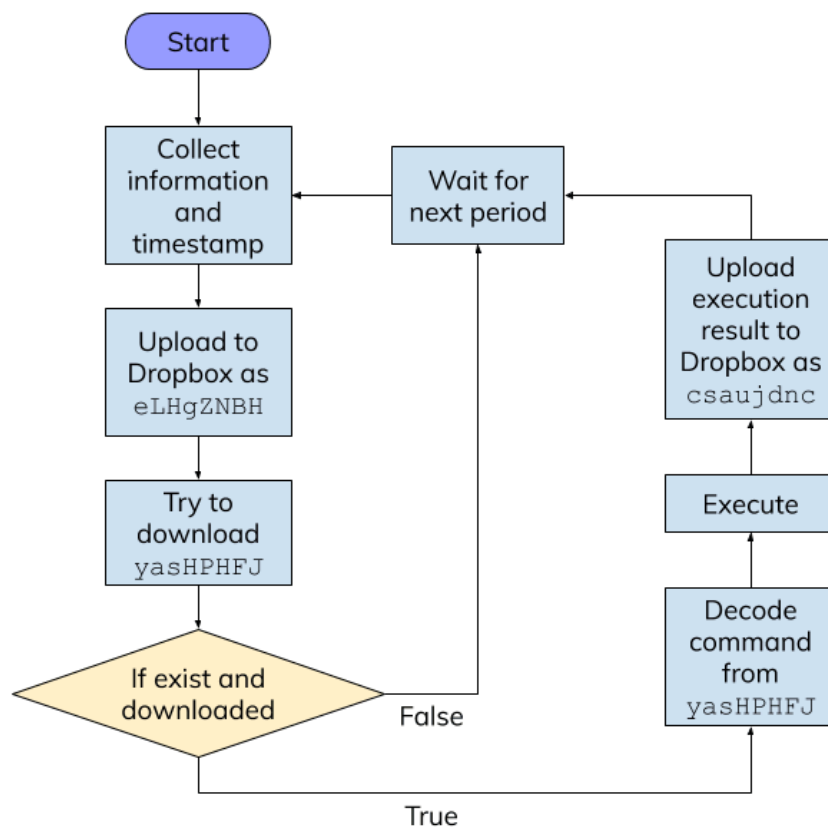 Start
Collect
information
and
timestamp
Upload to
Dropbox as
eLHgZNBH
Try to
download
yasHPHFJ
If exist and
downloaded
False
True
Wait for
next period
Upload
execution
result to
Dropbox as
csaujdnc
Execute
Decode
command
from
yasHPHFJ